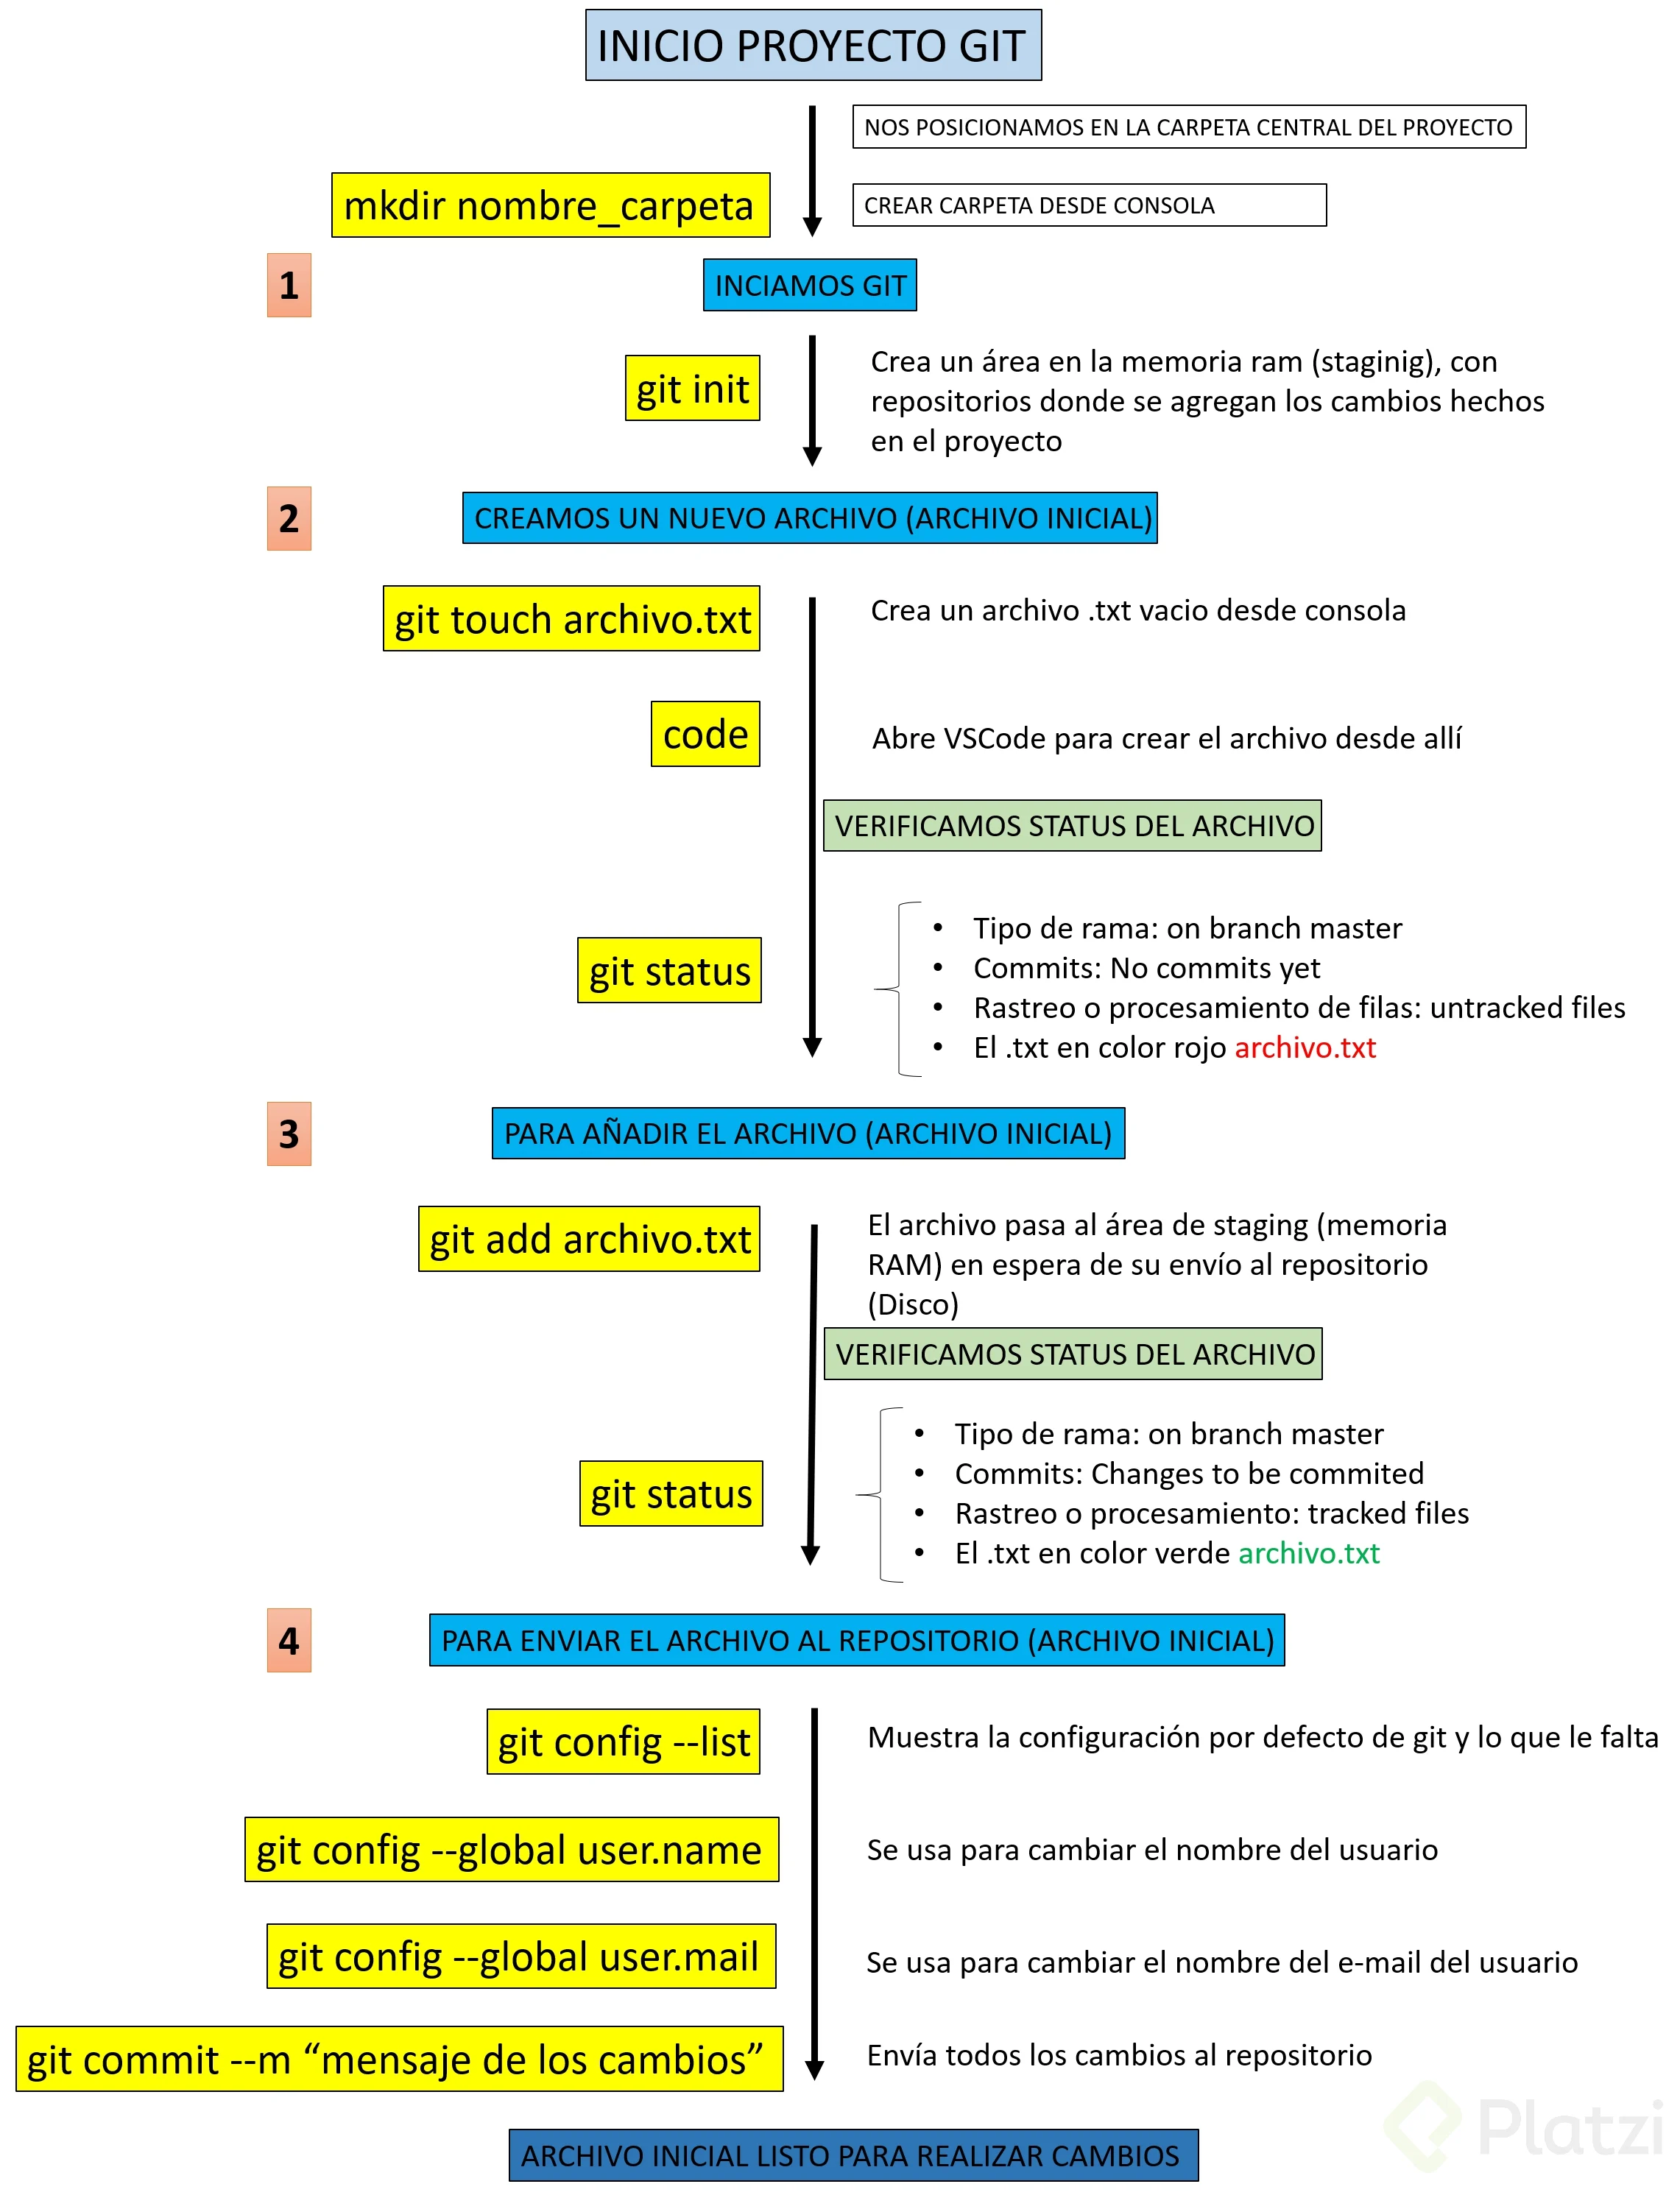 INICIO PROYECTO GIT
NOS POSICIONAMOS EN LA CARPETA CENTRAL DEL PROYECTO
mkdir nombre_carpeta
CREAR CARPETA DESDE CONSOLA
1
INCIAMOS GIT
git init
Crea un área en la memoria ram (staginig), con
repositorios donde se agregan los cambios hechos
en el proyecto
2
CREAMOS UN NUEVO ARCHIVO (ARCHIVO INICIAL)
git touch archivo.txt
Crea un archivo .txt vacio desde consola
code
Abre VSCode para crear el archivo desde allí
VERIFICAMOS STATUS DEL ARCHIVO
git status
• Tipo de rama: on branch master
• Commits: No commits yet
• Rastreo o procesamiento de filas: untracked files
• El .txt en color rojo archivo.txt
3
PARA AÑADIR EL ARCHIVO (ARCHIVO INICIAL)
git add archivo.txt
El archivo pasa al área de staging (memoria
RAM) en espera de su envío al repositorio
(Disco)
VERIFICAMOS STATUS DEL ARCHIVO
git status
• Tipo de rama: on branch master
• Commits: Changes to be commited
• Rastreo o procesamiento: tracked files
• El .txt en color verde archivo.txt
4
PARA ENVIAR EL ARCHIVO AL REPOSITORIO (ARCHIVO INICIAL)
git config --list
Muestra la configuración por defecto de git y lo que le falta
git config --global user.name
Se usa para cambiar el nombre del usuario
git config --global user.mail
Se usa para cambiar el nombre del e-mail del usuario
git commit --m “mensaje de los cambios”
Envía todos los cambios al repositorio
ARCHIVO INICIAL LISTO PARA REALIZAR CAMBIOS
Platzi